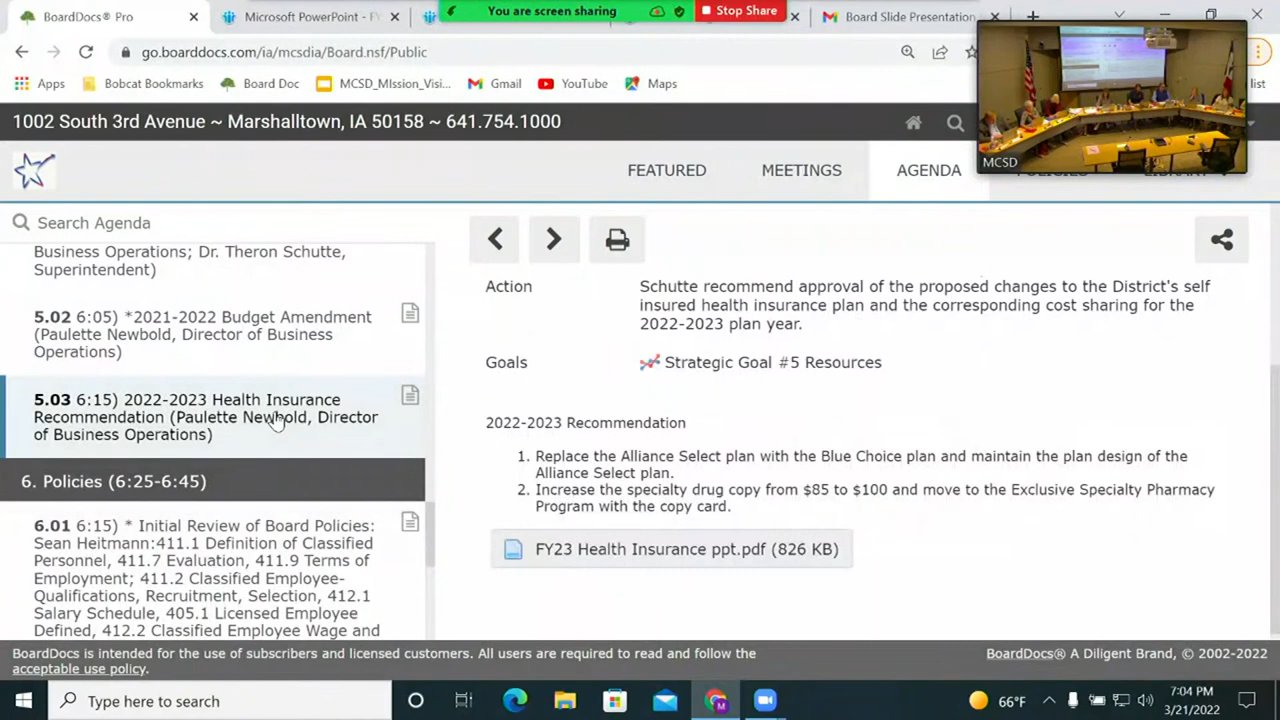 BoardDocs® Pro
Microsoft PowerPoint - F
You are screen sharing
Stop Share
Board Slide Presentation
go.boarddocs.com/ia/mcsdia/Board.nsf/Public
Apps
Bobcat Workbooks
Board Doc
MCSD_MIssion_Visi...
Gmail
YouTube
Maps
list
1002 South 3rd Avenue ~ Marshalltown, IA 50158 ~ 641.754.1000
MCSD
FEATURED
MEETINGS
AGENDA
Search Agenda
Business Operations; Dr. Theron Schutte,
Superintendent)
5.02 6:05) *2021-2022 Budget Amendment
(Paulette Newbold, Director of Business
Operations)
5.03 6:15) 2022-2023 Health Insurance
Recommendation (Paulette Newbold, Director
of Business Operations)
6. Policies (6:25-6:45)
6.01 6:15) * Initial Review of Board Policies:
Sean Heitmann:411.1 Definition of Classified
Personnel, 411.7 Evaluation, 411.9 Terms of
Employment; 411.2 Classified Employee-
Qualifications, Recruitment, Selection, 412.1
Salary Schedule, 405.1 Licensed Employee
Defined, 412.2 Classified Employee Wage and
Action
Schutte recommend approval of the proposed changes to the District's self
insured health insurance plan and the corresponding cost sharing for the
2022-2023 plan year.
Goals
Strategic Goal #5 Resources
2022-2023 Recommendation
1. Replace the Alliance Select plan with the Blue Choice plan and maintain the plan design of the
Alliance Select plan.
2. Increase the specialty drug copy from $85 to $100 and move to the Exclusive Specialty Pharmacy
Program with the copy card.
FY23 Health Insurance ppt.pdf (826 KB)
BoardDocs is intended for the use of subscribers and licensed customers. All users are required to read and follow the
acceptable use policy.
BoardDocs® A Diligent Brand, © 2002-2022
Type here to search
66°F
7:04 PM
3/21/2022